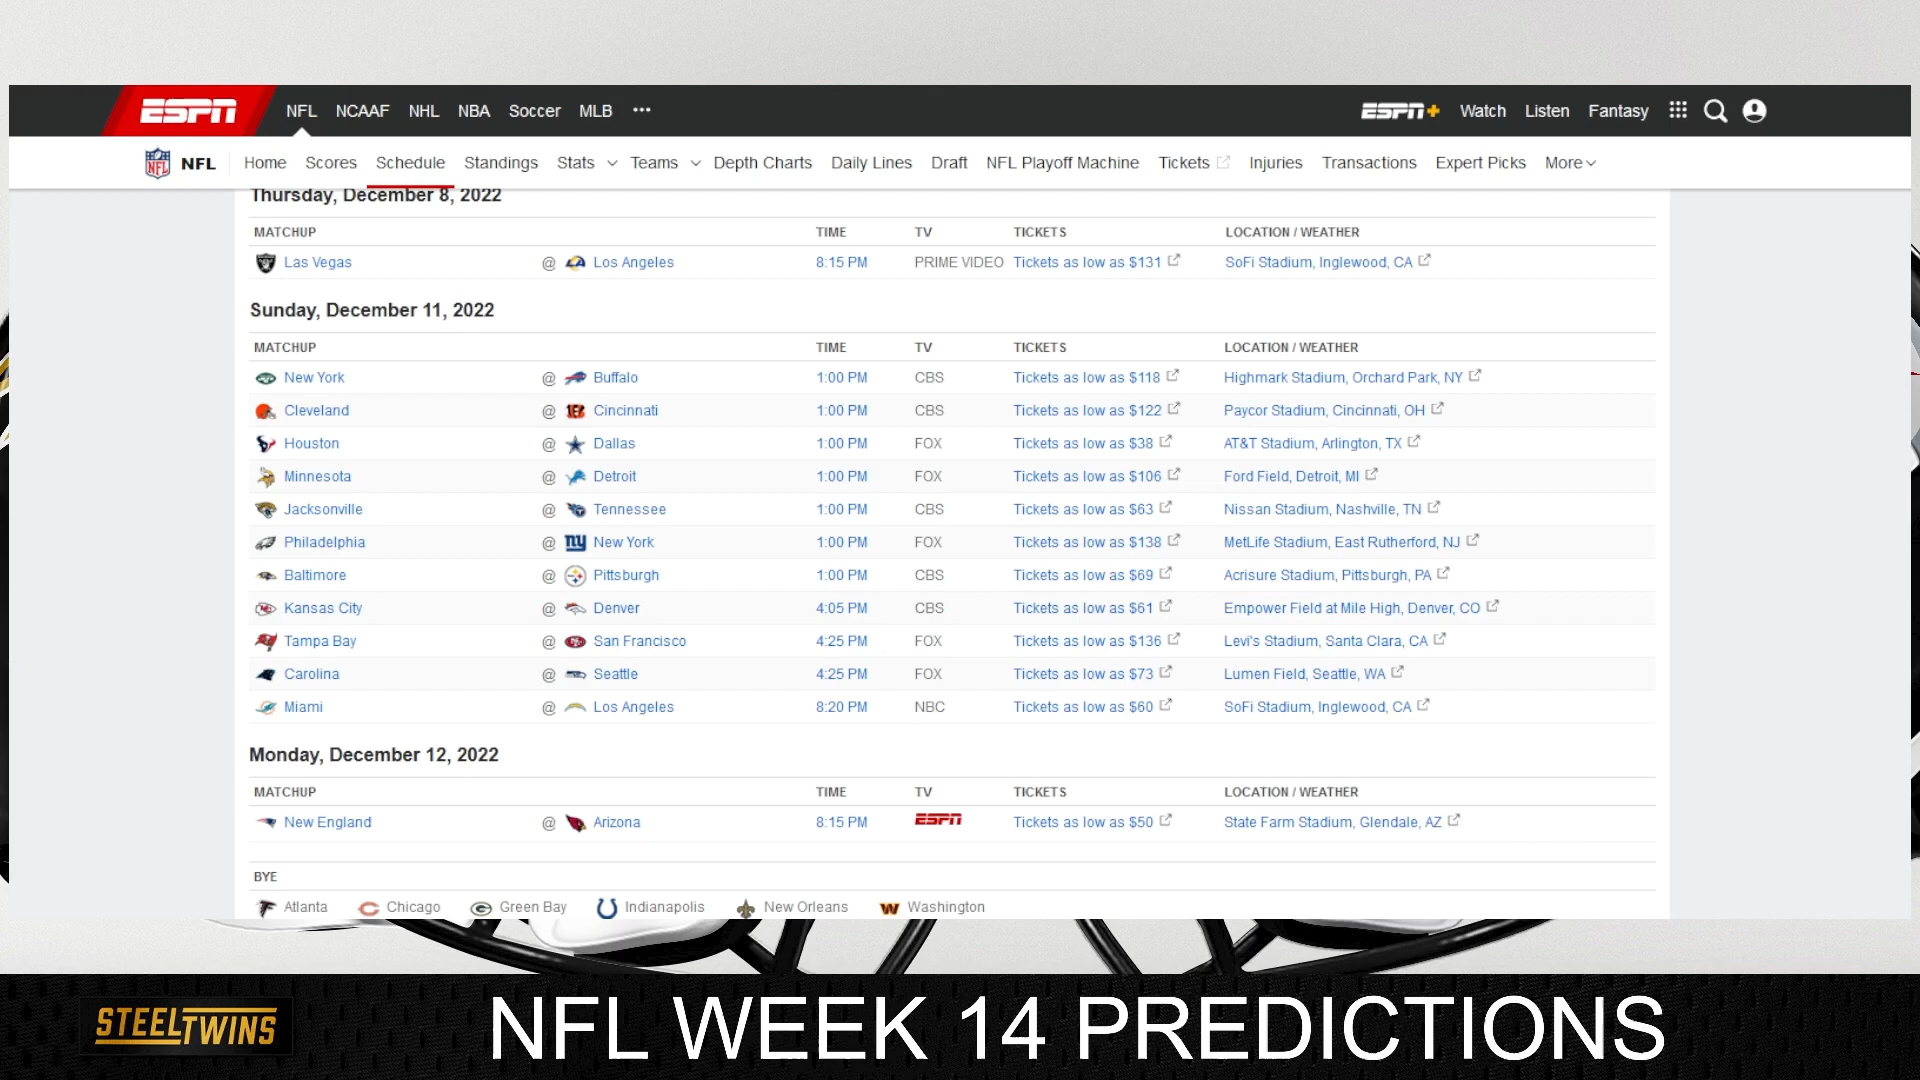 ESPN NFL NCAAF NHL NBA Soccer MLB ••• ESPN+ Watch Listen Fantasy
NFL NFL Home Scores Schedule Standings Stats Teams Depth Charts Daily Lines Draft NFL Playoff Machine Tickets Injuries Transactions Expert Picks More
Thursday, December 8, 2022
MATCHUP TIME TV TICKETS LOCATION / WEATHER
Las Vegas @ LA Los Angeles 8:15 PM PRIME VIDEO Tickets as low as $131 SoFi Stadium, Inglewood, CA
Sunday, December 11, 2022
MATCHUP TIME TV TICKETS LOCATION / WEATHER
New York @ Buffalo 1:00 PM CBS Tickets as low as $118 Highmark Stadium, Orchard Park, NY
Cleveland @ Cincinnati 1:00 PM CBS Tickets as low as $122 Paycor Stadium, Cincinnati, OH
Houston @ Dallas 1:00 PM FOX Tickets as low as $38 AT&T Stadium, Arlington, TX
Minnesota @ Detroit 1:00 PM FOX Tickets as low as $106 Ford Field, Detroit, MI
Jacksonville @ Tennessee 1:00 PM CBS Tickets as low as $63 Nissan Stadium, Nashville, TN
Philadelphia @ ny New York 1:00 PM FOX Tickets as low as $138 MetLife Stadium, East Rutherford, NJ
Baltimore @ Pittsburgh 1:00 PM CBS Tickets as low as $69 Acrisure Stadium, Pittsburgh, PA
Kansas City @ Denver 4:05 PM CBS Tickets as low as $61 Empower Field at Mile High, Denver, CO
Tampa Bay @ San Francisco 4:25 PM FOX Tickets as low as $136 Levi's Stadium, Santa Clara, CA
Carolina @ Seattle 4:25 PM FOX Tickets as low as $73 Lumen Field, Seattle, WA
Miami @ Los Angeles 8:20 PM NBC Tickets as low as $60 SoFi Stadium, Inglewood, CA
Monday, December 12, 2022
MATCHUP TIME TV TICKETS LOCATION / WEATHER
New England @ Arizona 8:15 PM ESPN Tickets as low as $50 State Farm Stadium, Glendale, AZ
BYE
Atlanta Chicago Green Bay Indianapolis New Orleans W Washington
STEELTWINS NFL WEEK 14 PREDICTIONS